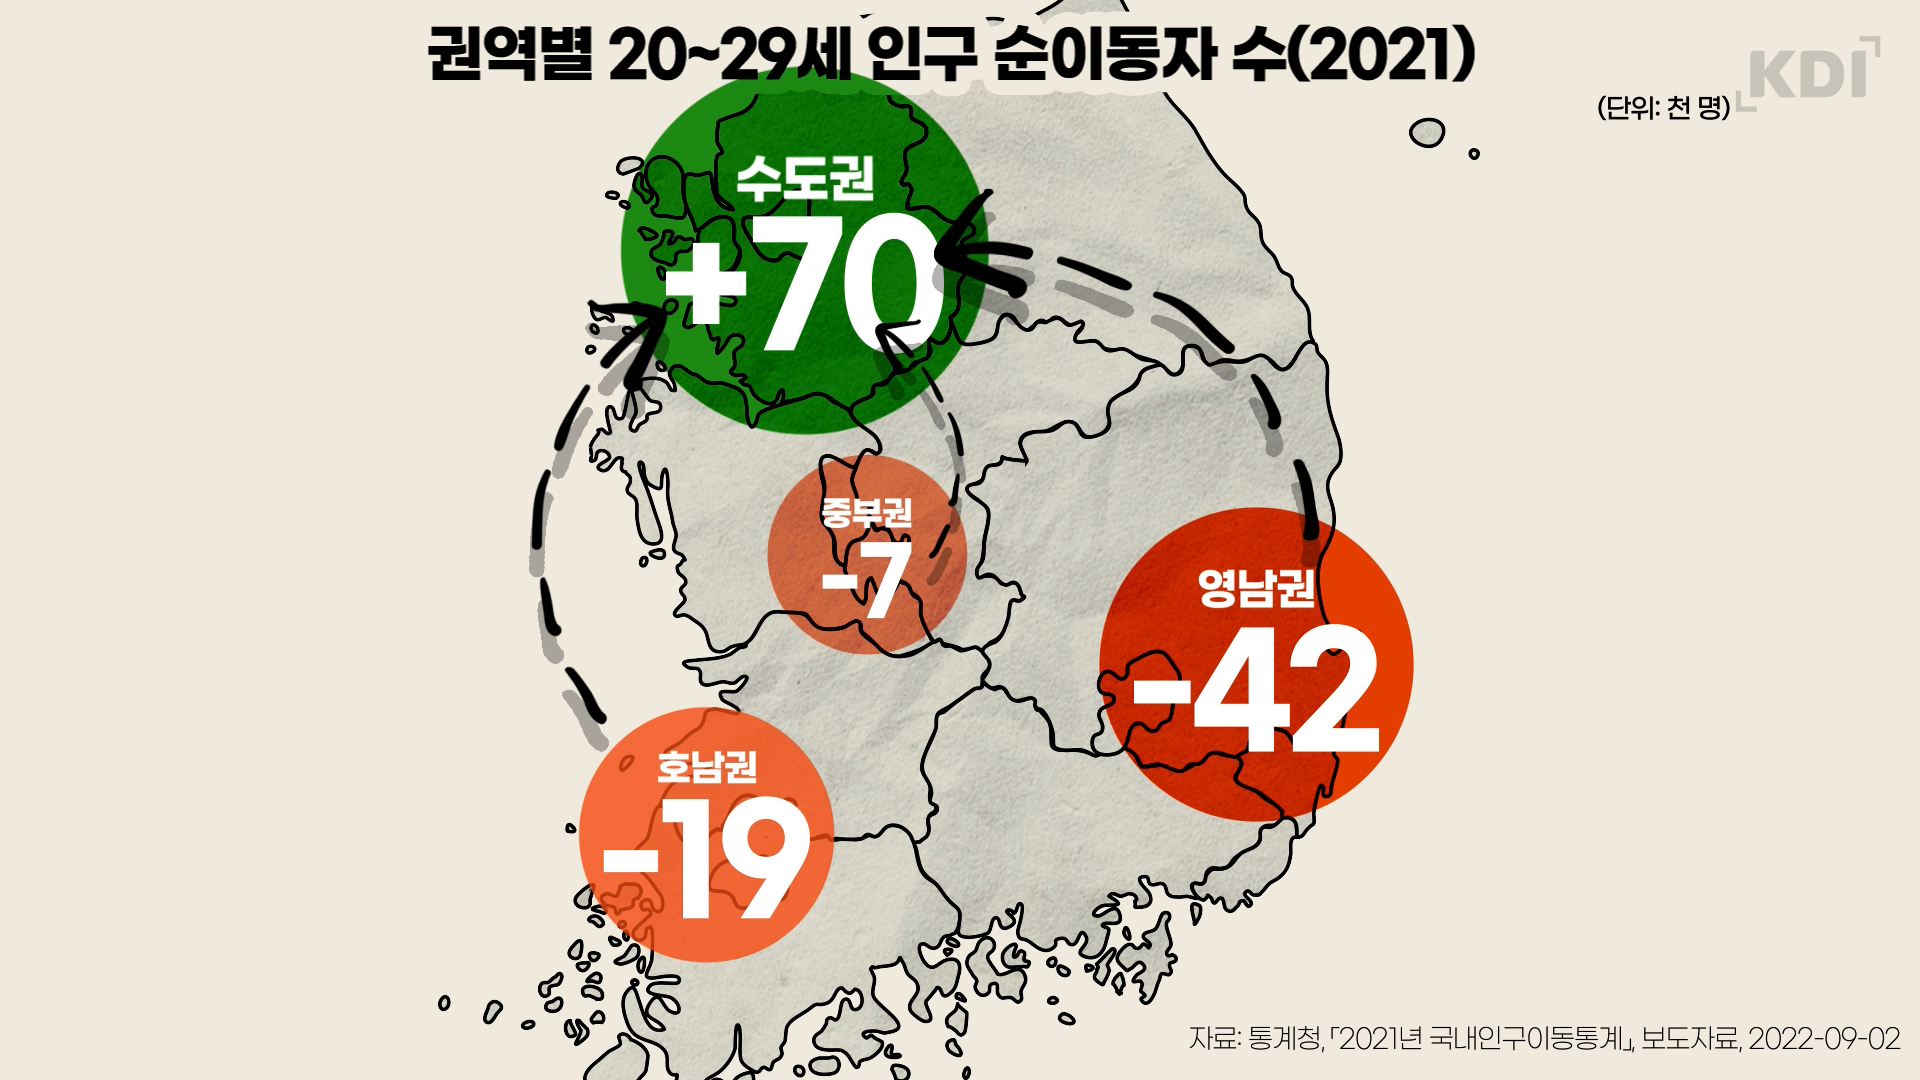 권역별 20~29세 인구 순이동자 수(2021)
KDI
(단위: 천 명)
수도권
+70
중부권
-7
영남권
-42
호남권
-19
자료: 통계청, 「2021년 국내인구이동통계」, 보도자료, 2022-09-02